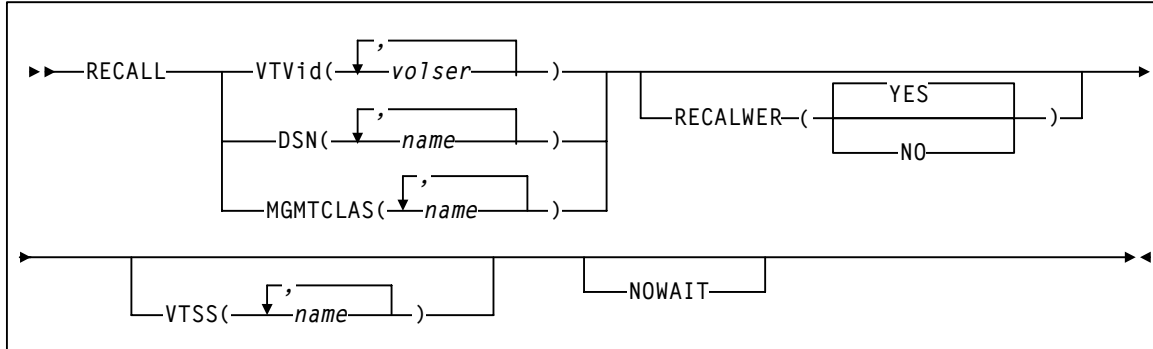 RECALL VTVid( , volser ) YES
DSN( , name ) RECALWER ( NO )
MGMTCLAS( , name )
VTSS( , name ) NOWAIT